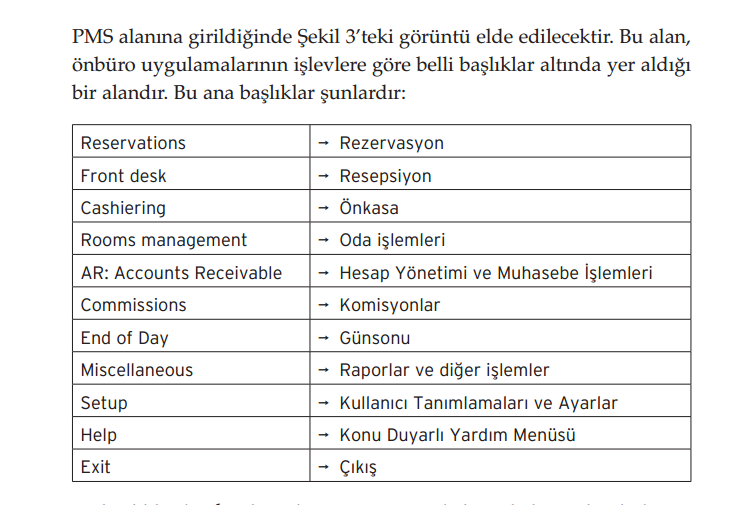 PMS alanına girildiğinde Şekil 3’teki görüntü elde edilecektir. Bu alan,
önbüro uygulamalarının işlevlere göre belli başlıklar altında yer aldığı
bir alandır. Bu ana başlıklar şunlardır:
Reservations → Rezervasyon
Front desk → Resepsiyon
Cashiering → Önkasa
Rooms management → Oda işlemleri
AR: Accounts Receivable → Hesap Yönetimi ve Muhasebe İşlemleri
Commissions → Komisyonlar
End of Day → Günsonu
Miscellaneous → Raporlar ve diğer işlemler
Setup → Kullanıcı Tanımlamaları ve Ayarlar
Help → Konu Duyarlı Yardım Menüsü
Exit → Çıkış